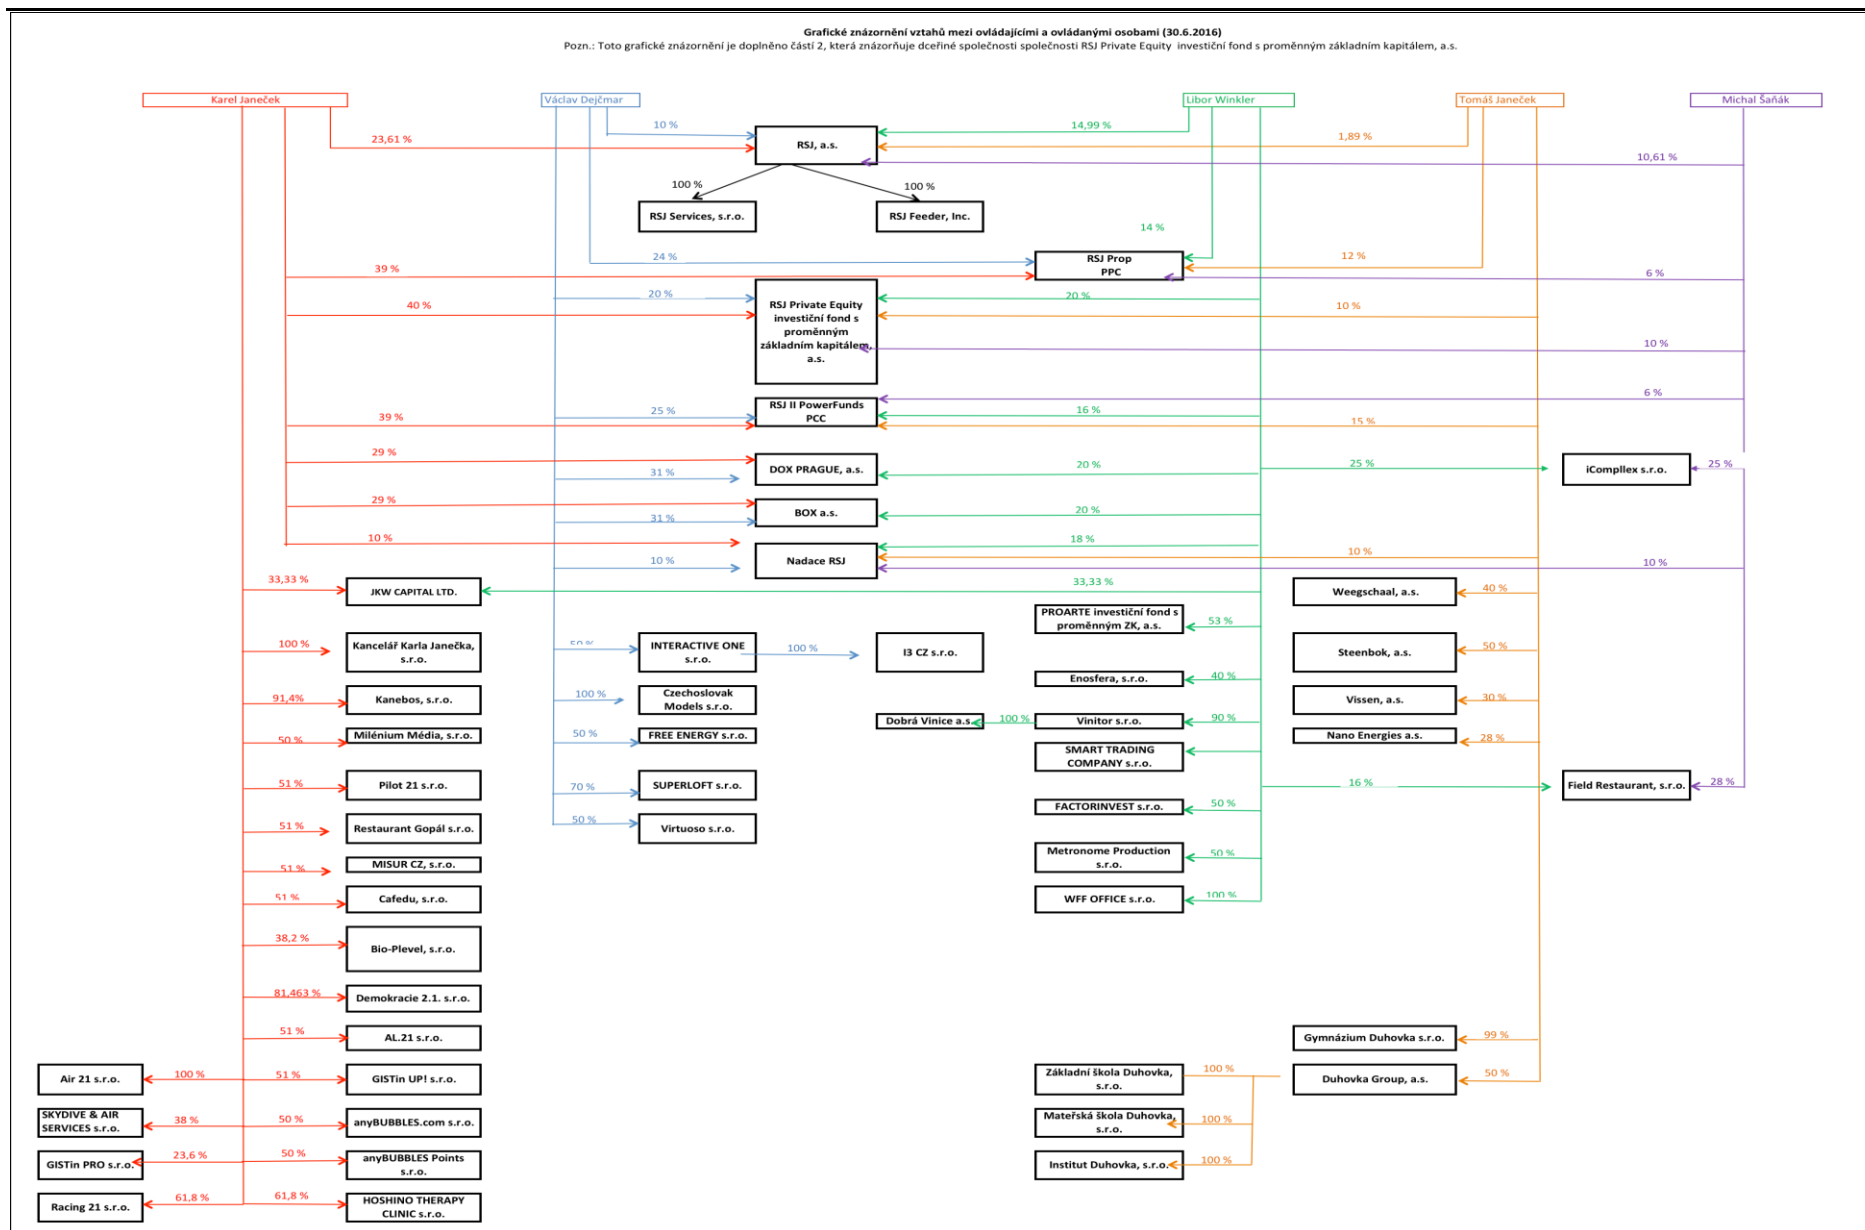 Grafické znázornění vztahů mezi ovládajícími a ovládanými osobami (30.6.2016)
Pozn.: Toto grafické znázornění je doplněno částí 2, která znázorňuje dceřiné společnosti společnosti RSJ Private Equity investiční fond s proměnným základním kapitálem, a.s.
Karel Janeček
Václav Dejčmar
Libor Winkler
Tomáš Janeček
Michal Šaňák
10 %
14,99 %
23,61 %
RSJ, a.s.
1,89 %
10,61 %
100 %
100 %
RSJ Services, s.r.o.
RSJ Feeder, Inc.
14 %
24 %
RSJ Prop
PPC
12 %
39 %
6 %
20 %
20 %
40 %
RSJ Private Equity
investiční fond s
proměnným
základním kapitálem,
a.s.
10 %
10 %
6 %
25 %
RSJ II PowerFunds
PCC
16 %
39 %
15 %
29 %
31 %
DOX PRAGUE, a.s.
20 %
25 %
iCompllex s.r.o.
25 %
29 %
31 %
BOX a.s.
20 %
10 %
18 %
10 %
Nadace RSJ
10 %
10 %
33,33 %
JKW CAPITAL LTD.
33,33 %
Weegschaal, a.s.
40 %
PROARTE investiční fond s
proměnným ZK, a.s.
53 %
100 %
Kancelář Karla Janečka,
s.r.o.
50 %
INTERACTIVE ONE
s.r.o.
100 %
I3 CZ s.r.o.
Steenbok, a.s.
50 %
Enosfera, s.r.o.
40 %
91,4%
Kanebos, s.r.o.
100 %
Czechoslovak
Models s.r.o.
Vissen, a.s.
30 %
Dobrá Vinice a.s.
100 %
Vinitor s.r.o.
90 %
50 %
Milénium Média, s.r.o.
50 %
FREE ENERGY s.r.o.
Nano Energies a.s.
28 %
SMART TRADING
COMPANY s.r.o.
51 %
Pilot 21 s.r.o.
70 %
SUPERLOFT s.r.o.
16 %
Field Restaurant, s.r.o.
28 %
FACTORINVEST s.r.o.
50 %
51 %
Restaurant Gopál s.r.o.
50 %
Virtuoso s.r.o.
51 %
MISUR CZ, s.r.o.
Metronome Production
s.r.o.
50 %
51 %
Cafedu, s.r.o.
WFF OFFICE s.r.o.
100 %
38,2 %
Bio-Plevel, s.r.o.
81,463 %
Demokracie 2.1. s.r.o.
51 %
AL.21 s.r.o.
Gymnázium Duhovka s.r.o.
99 %
Air 21 s.r.o.
100 %
51 %
GISTin UP! s.r.o.
Základní škola Duhovka,
s.r.o.
100 %
Duhovka Group, a.s.
50 %
SKYDIVE & AIR
SERVICES s.r.o.
38 %
50 %
anyBUBBLES.com s.r.o.
Mateřská škola Duhovka,
s.r.o.
100 %
GISTin PRO s.r.o.
23,6 %
50 %
anyBUBBLES Points
s.r.o.
Institut Duhovka, s.r.o.
100 %
Racing 21 s.r.o.
61,8 %
61,8 %
HOSHINO THERAPY
CLINIC s.r.o.